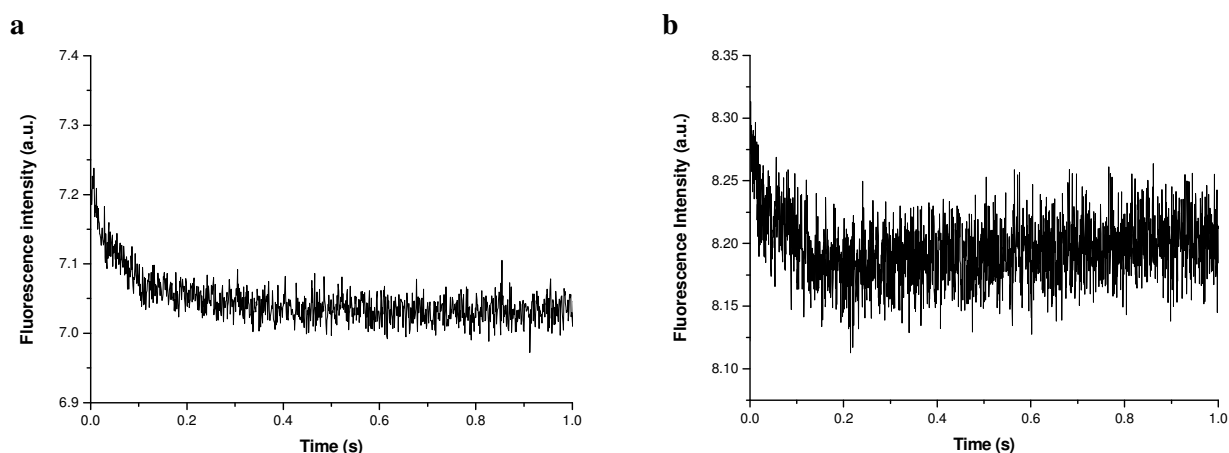 a
7.4
7.3
7.2
7.1
7.0
6.9
0.0 0.2 0.4 0.6 0.8 1.0
Time (s)
Fluorescence intensity (a.u.)
b
8.35
8.30
8.25
8.20
8.15
8.10
0.0 0.2 0.4 0.6 0.8 1.0
Time (s)
Fluorescence Intensity (a.u.)